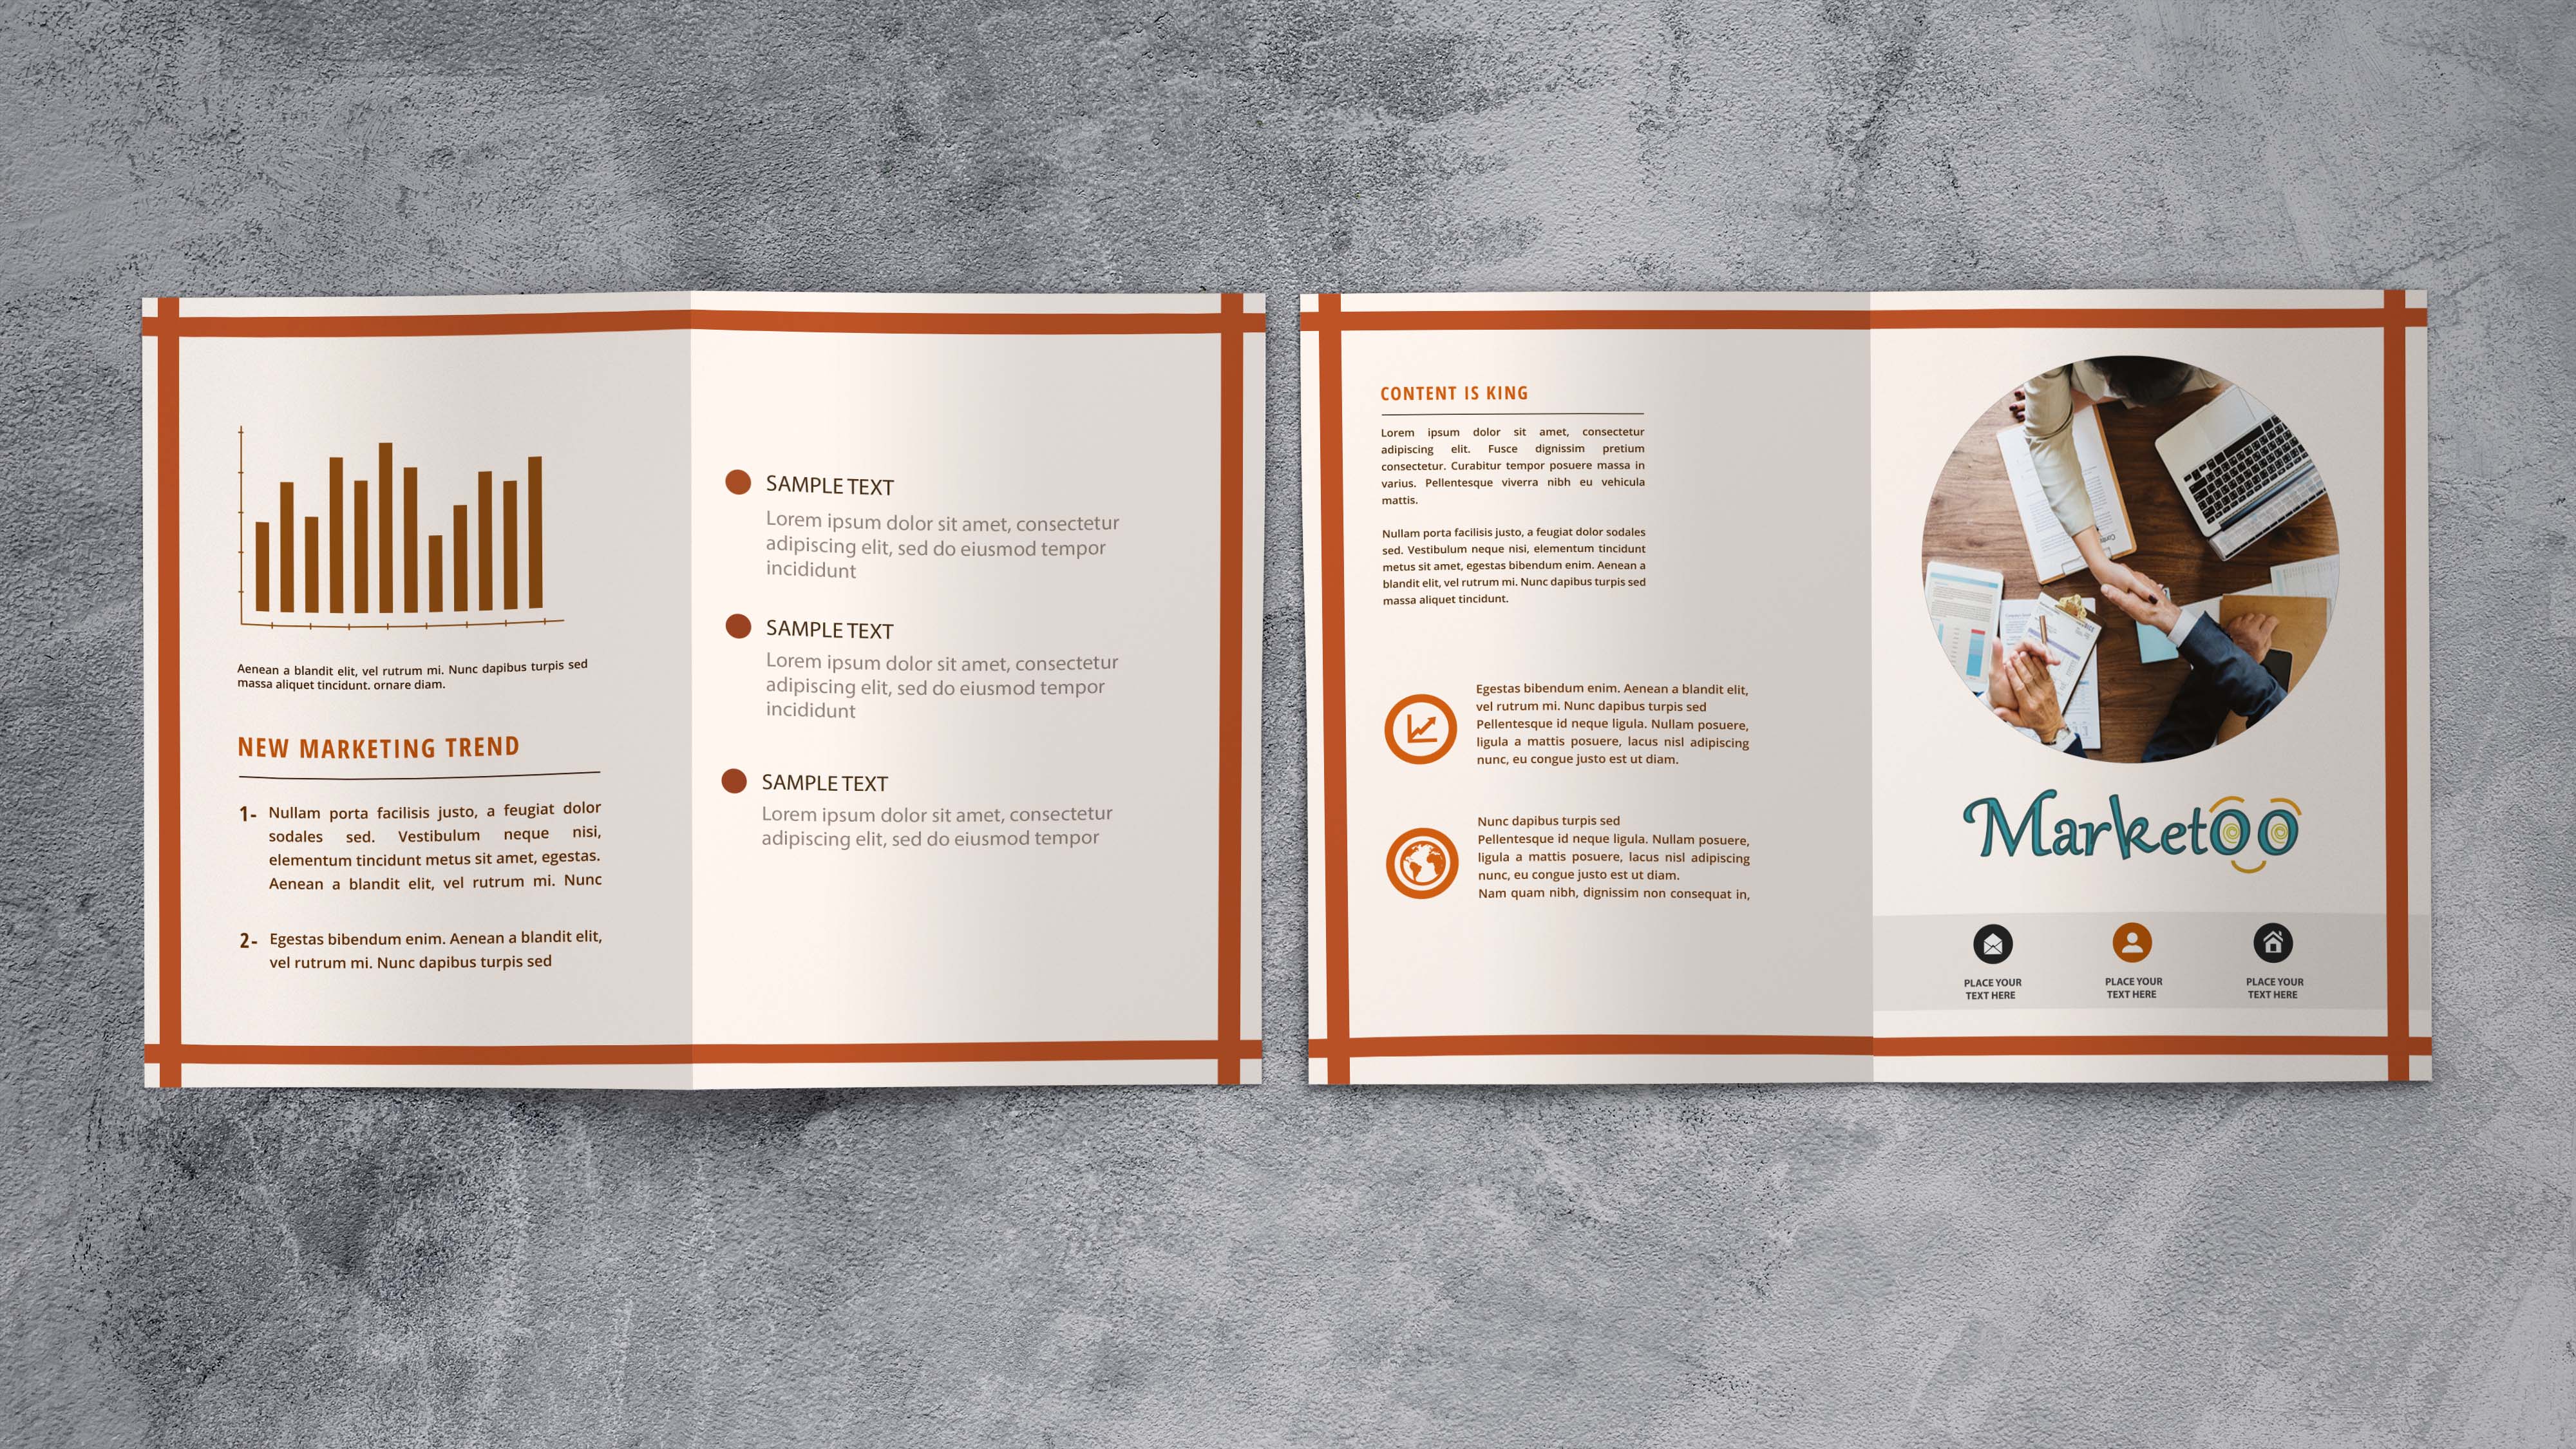 Aenean a blandit elit, vel rutrum mi. Nunc dapibus turpis sed
massa aliquet tincidunt. ornare diam.
NEW MARKETING TREND
1- Nullam porta facilisis justo, a feugiat dolor
sodales sed. Vestibulum neque nisi,
elementum tincidunt metus sit amet, egestas.
Aenean a blandit elit, vel rutrum mi. Nunc
2- Egestas bibendum enim. Aenean a blandit elit,
vel rutrum mi. Nunc dapibus turpis sed
SAMPLE TEXT
Lorem ipsum dolor sit amet, consectetur
adipiscing elit, sed do eiusmod tempor
incididunt
SAMPLE TEXT
Lorem ipsum dolor sit amet, consectetur
adipiscing elit, sed do eiusmod tempor
incididunt
SAMPLE TEXT
Lorem ipsum dolor sit amet, consectetur
adipiscing elit, sed do eiusmod tempor
CONTENT IS KING
Lorem ipsum dolor sit amet, consectetur
adipiscing elit. Fusce dignissim pretium
consectetur. Curabitur tempor posuere massa in
varius. Pellentesque viverra nibh eu vehicula
mattis.
Nullam porta facilisis justo, a feugiat dolor sodales
sed. Vestibulum neque nisi, elementum tincidunt
metus sit amet, egestas bibendum enim. Aenean a
blandit elit, vel rutrum mi. Nunc dapibus turpis sed
massa aliquet tincidunt.
Egestas bibendum enim. Aenean a blandit elit,
vel rutrum mi. Nunc dapibus turpis sed
Pellentesque id neque ligula. Nullam posuere,
ligula a mattis posuere, lacus nisl adipiscing
nunc, eu congue justo est ut diam.
Nunc dapibus turpis sed
Pellentesque id neque ligula. Nullam posuere,
ligula a mattis posuere, lacus nisl adipiscing
nunc, eu congue justo est ut diam.
Nam quam nibh, dignissim non consequat in,
Marketoo
PLACE YOUR
TEXT HERE
PLACE YOUR
TEXT HERE
PLACE YOUR
TEXT HERE